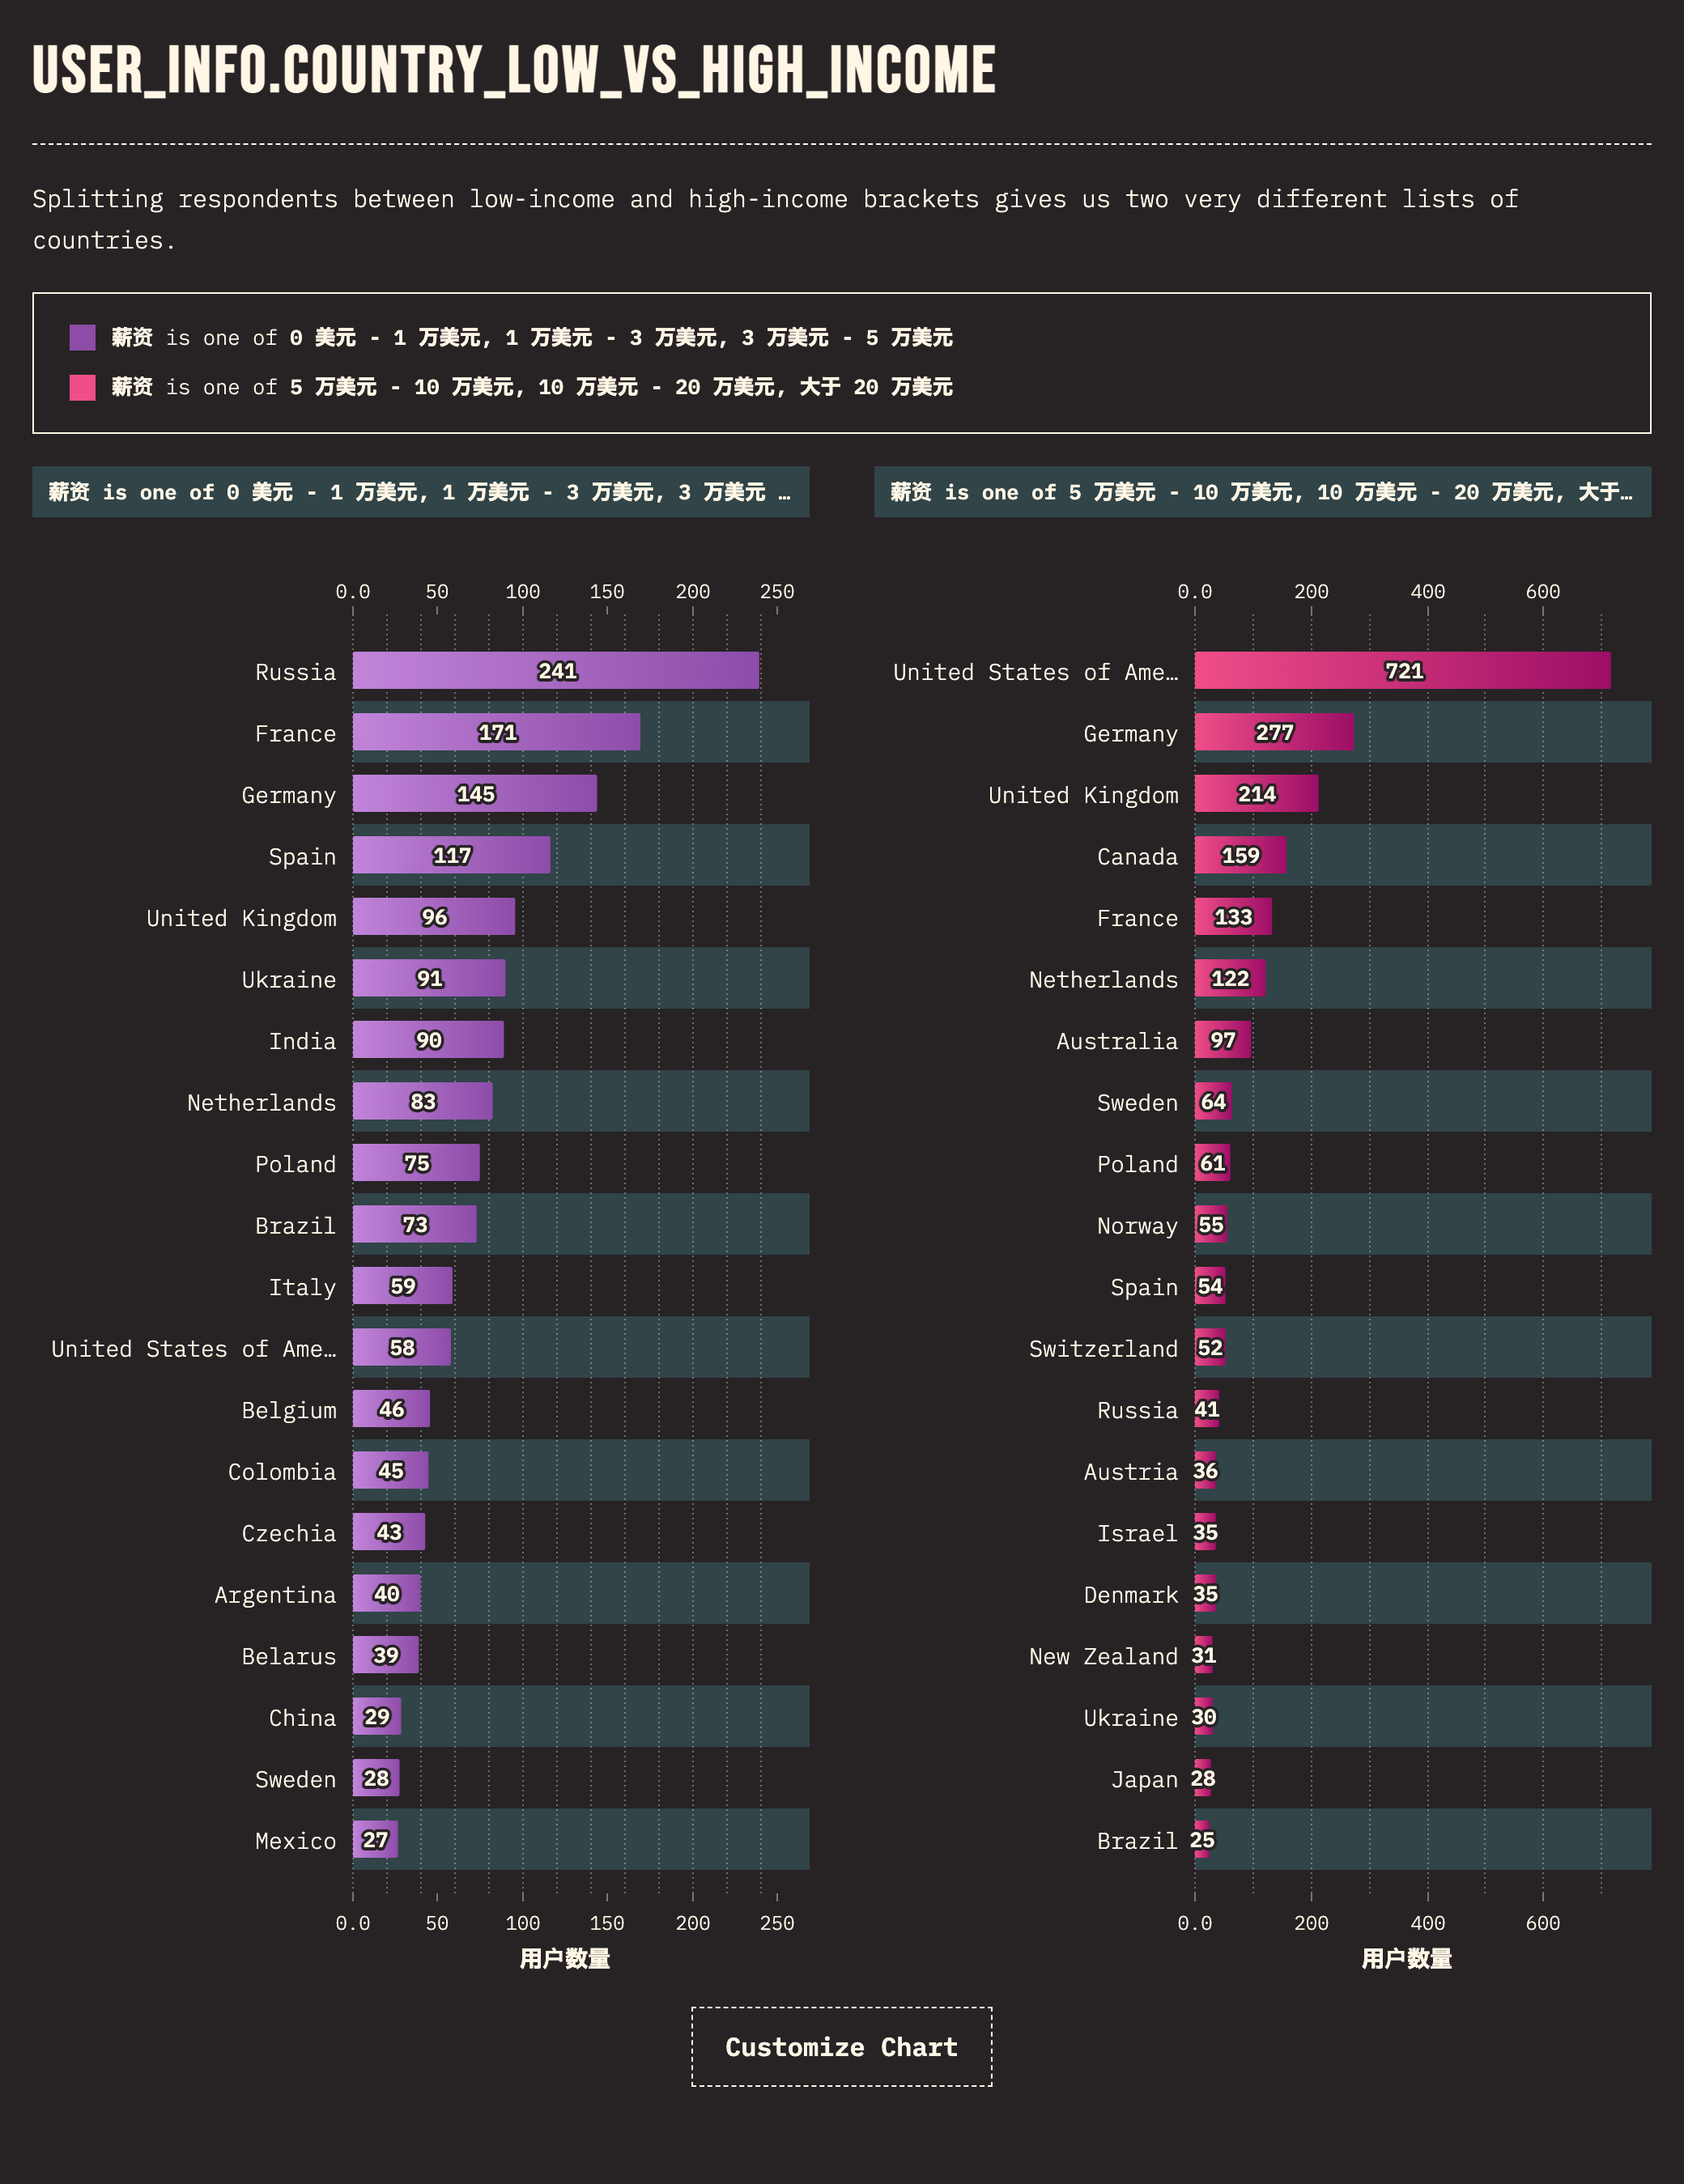 USER_INFO.COUNTRY_LOW_VS_HIGH_INCOME
Splitting respondents between low-income and high-income brackets gives us two very different lists of
countries.
薪资 is one of 0 美元 - 1 万美元, 1 万美元 - 3 万美元, 3 万美元 - 5 万美元
薪资 is one of 5 万美元 - 10 万美元, 10 万美元 - 20 万美元, 大于 20 万美元
薪资 is one of 0 美元 - 1 万美元, 1 万美元 - 3 万美元, 3 万美元 …
0.0 50 100 150 200 250
Russia 241
France 171
Germany 145
Spain 117
United Kingdom 96
Ukraine 91
India 90
Netherlands 83
Poland 75
Brazil 73
Italy 59
United States of Ame… 58
Belgium 46
Colombia 45
Czechia 43
Argentina 40
Belarus 39
China 29
Sweden 28
Mexico 27
0.0 50 100 150 200 250
用户数量
薪资 is one of 5 万美元 - 10 万美元, 10 万美元 - 20 万美元, 大于…
0.0 200 400 600
United States of Ame… 721
Germany 277
United Kingdom 214
Canada 159
France 133
Netherlands 122
Australia 97
Sweden 64
Poland 61
Norway 55
Spain 54
Switzerland 52
Russia 41
Austria 36
Israel 35
Denmark 35
New Zealand 31
Ukraine 30
Japan 28
Brazil 25
0.0 200 400 600
用户数量
Customize Chart